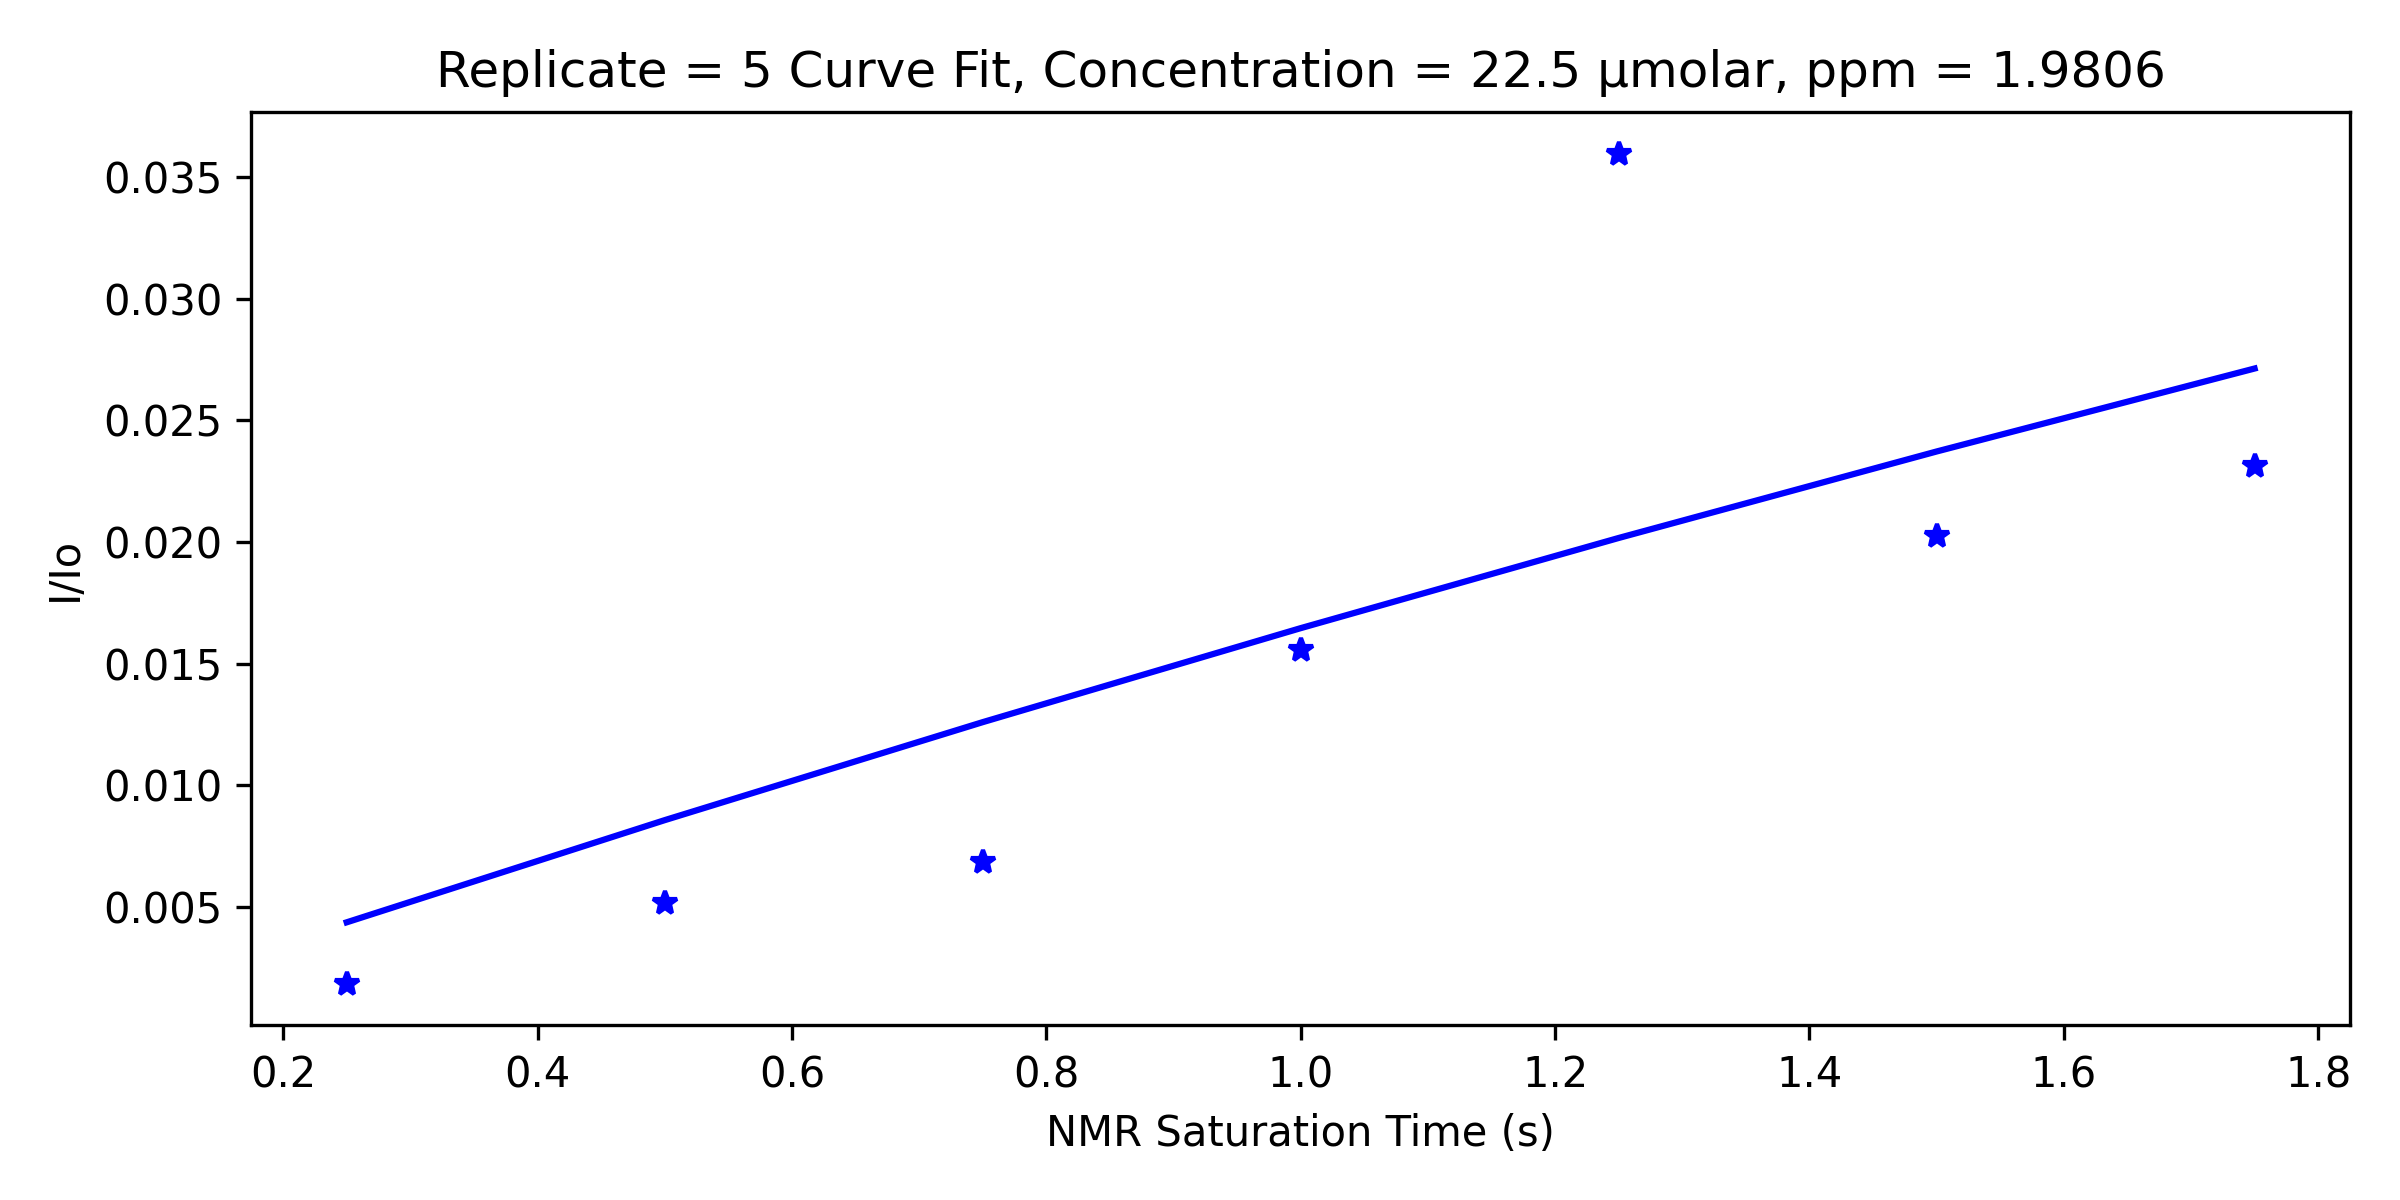 Replicate = 5 Curve Fit, Concentration = 22.5 µmolar, ppm = 1.9806
0.035
0.030
0.025
0.020
0.015
0.010
0.005
I/Io
0.2 0.4 0.6 0.8 1.0 1.2 1.4 1.6 1.8
NMR Saturation Time (s)